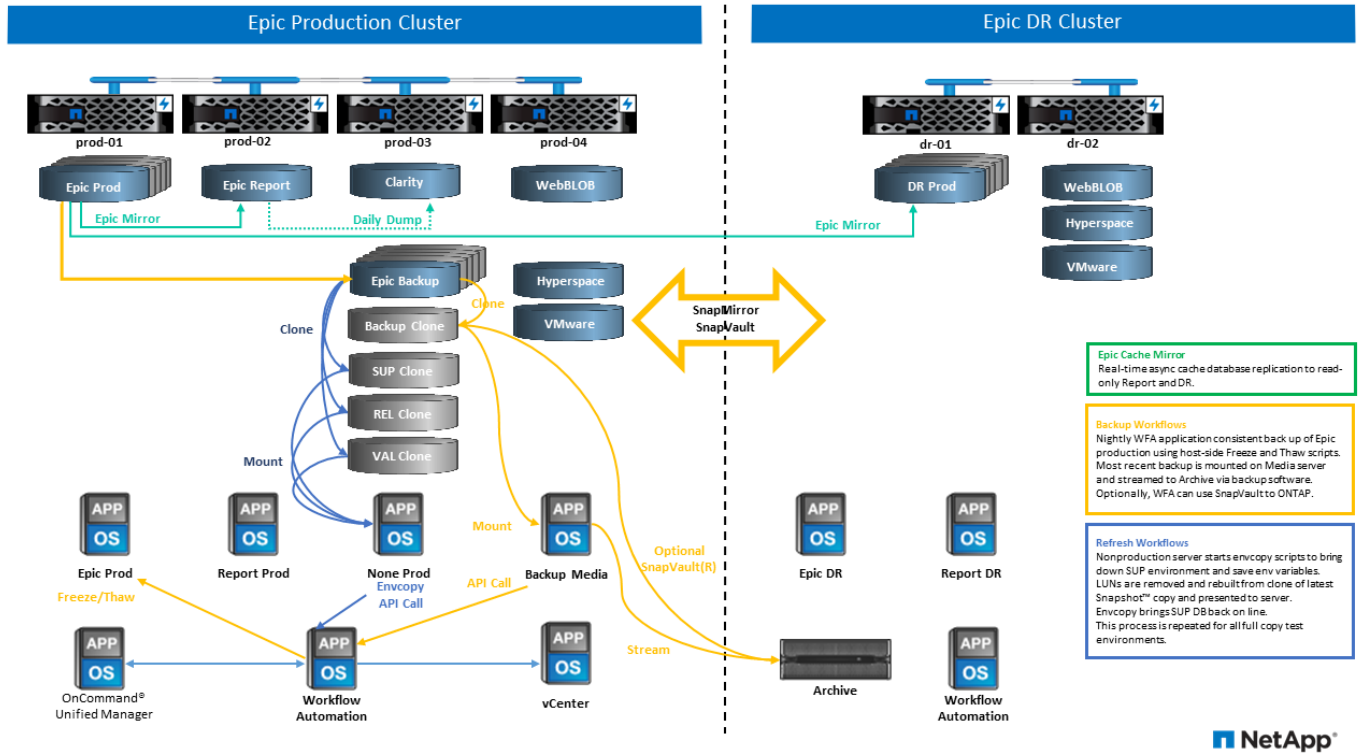 Epic Production Cluster
Epic DR Cluster
prod-01
prod-02
prod-03
prod-04
dr-01
dr-02
Epic Prod
Epic Report
Clarity
WebBLOB
DR Prod
WebBLOB
Epic Mirror
Daily Dump
Epic Mirror
Hyperspace
VMware
Epic Backup
Hyperspace
Clone
SnapMirror
SnapVault
Clone
Backup Clone
VMware
SUP Clone
REL Clone
Mount
VAL Clone
Epic Cache Mirror
Real-time async cache database replication to read-
only Report and DR.
Backup Workflows
Nightly WFA application consistent back up of Epic
production using host-side Freeze and Thaw scripts.
Most recent backup is mounted on Media server
and streamed to Archive via backup software.
Optionally, WFA can use SnapVault to ONTAP.
Refresh Workflows
Nonproduction server starts envcopy scripts to bring
down SUP environment and save env variables.
LUNs are removed and rebuilt from clone of latest
Snapshot™ copy and presented to server.
Envcopy brings SUP DB back on line.
This process is repeated for all full copy test
environments.
APP
OS
APP
OS
APP
OS
APP
OS
APP
OS
APP
OS
Mount
Optional
SnapVault(R)
Epic Prod
Report Prod
None Prod
Backup Media
Epic DR
Report DR
Freeze/Thaw
Envcopy
API Call
API Call
Stream
APP
OS
APP
OS
APP
OS
APP
OS
OnCommand®
Unified Manager
Workflow
Automation
vCenter
Archive
Workflow
Automation
NetApp®